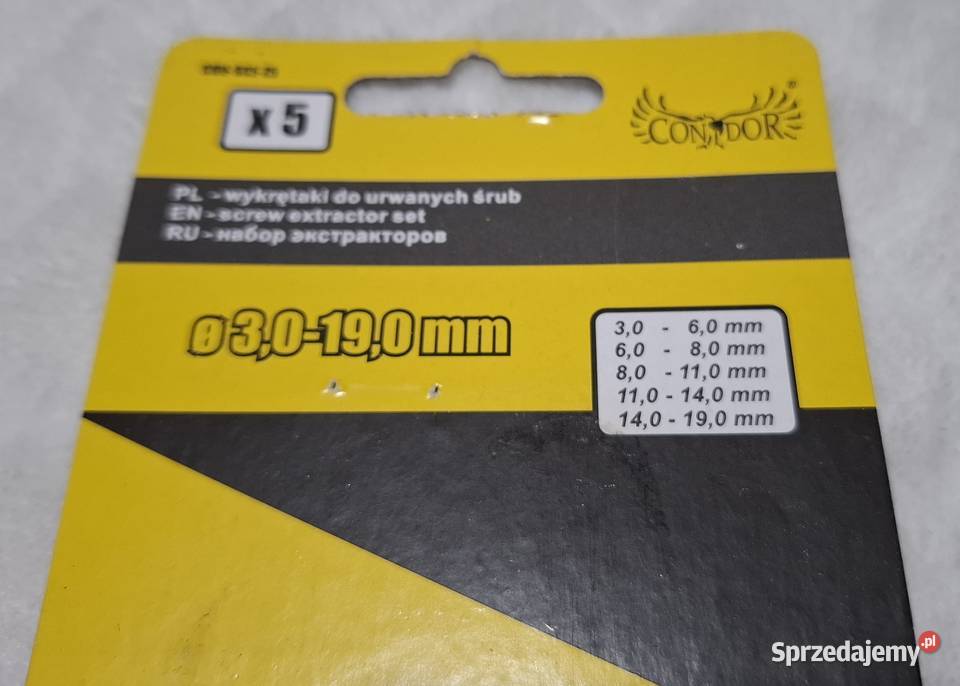 x 5
CONDOR®
PL - wykrętaki do urwanych śrub
EN - screw extractor set
RU - набор экстракторов
ø 3,0-19,0 mm
3,0 - 6,0 mm
6,0 - 8,0 mm
8,0 - 11,0 mm
11,0 - 14,0 mm
14,0 - 19,0 mm
Sprzedajemy.pl